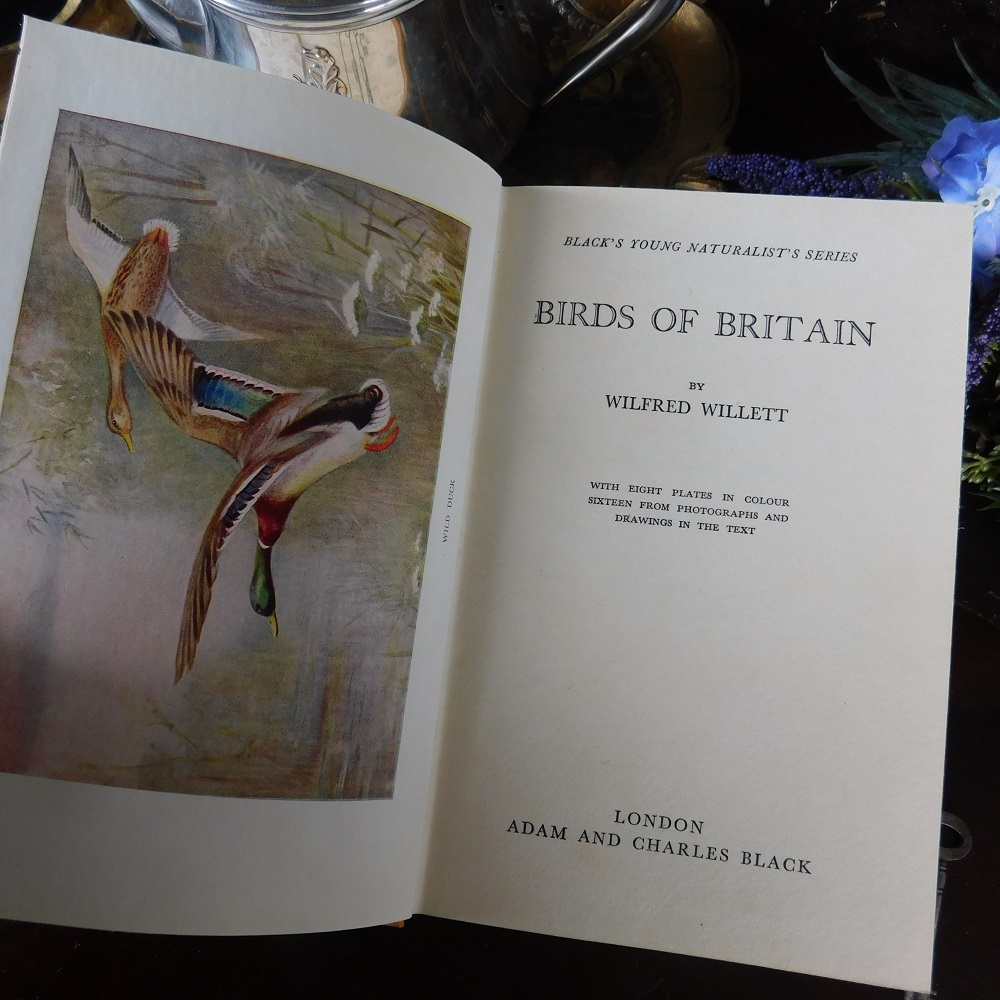 WILD DUCK
BLACK'S YOUNG NATURALIST'S SERIES
BIRDS OF BRITAIN
BY
WILFRED WILLETT
WITH EIGHT PLATES IN COLOUR
SIXTEEN FROM PHOTOGRAPHS AND
DRAWINGS IN THE TEXT
LONDON
ADAM AND CHARLES BLACK